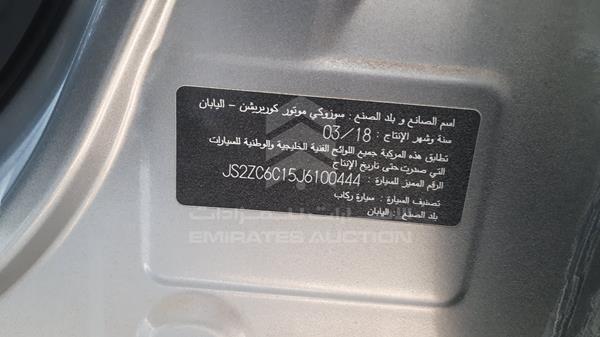 اسم الصانع و بلد الصنع : سوزوكي موتور كوربريشن - اليابان
سنة وشهر الإنتاج : 03/18
تطابق هذه المركبة جميع اللوائح الفنية الخليجية والوطنية للسيارات
التي صدرت حتى تاريخ الإنتاج
الرقم المميز للسيارة : JS2ZC6C15J6100444
تصنيف السيارة : سيارة ركاب
بلد الصنع : اليابان
الإمارات للمزادات
EMIRATES AUCTION